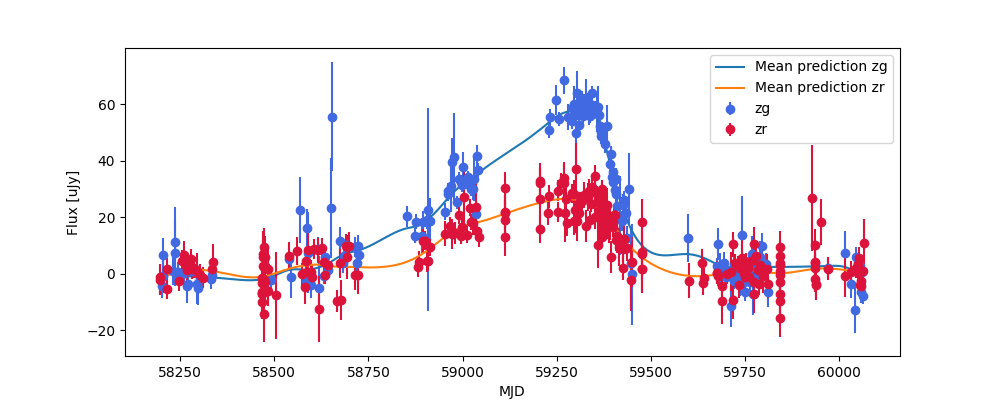 Mean prediction zg
Mean prediction zr
zg
zr
60
40
20
0
−20
Flux [uJy]
58250 58500 58750 59000 59250 59500 59750 60000
MJD